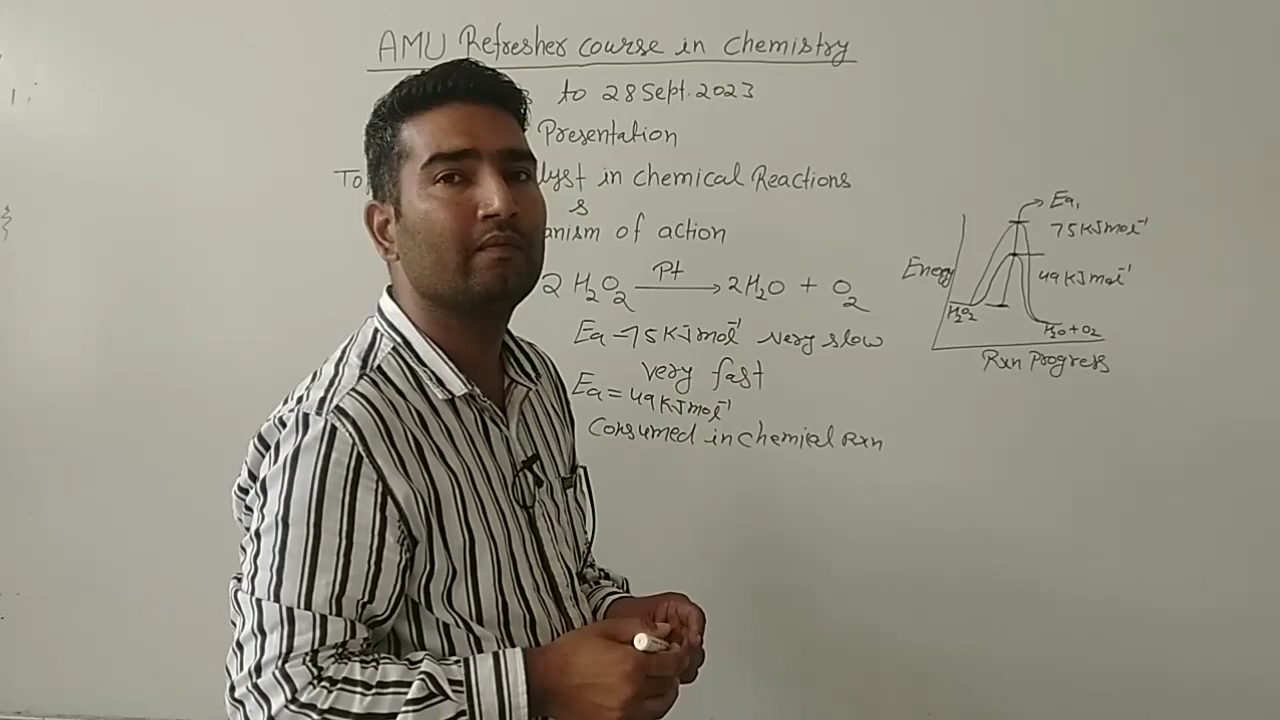 AMU Refresher course in Chemistry
to 28 Sept. 2023
Presentation
To lyst in chemical Reactions
&
anism of action
2 H₂O₂ Pt → 2H₂O + O₂
Ea - 75 KJ mol⁻¹ very slow
very fast
Ea = 49 KJ mol⁻¹
Consumed in chemical Rxn
Ea₁
75 KJ mol⁻¹
Energy
49 KJ mol⁻¹
H₂O₂
H₂O + O₂
Rxn Progress